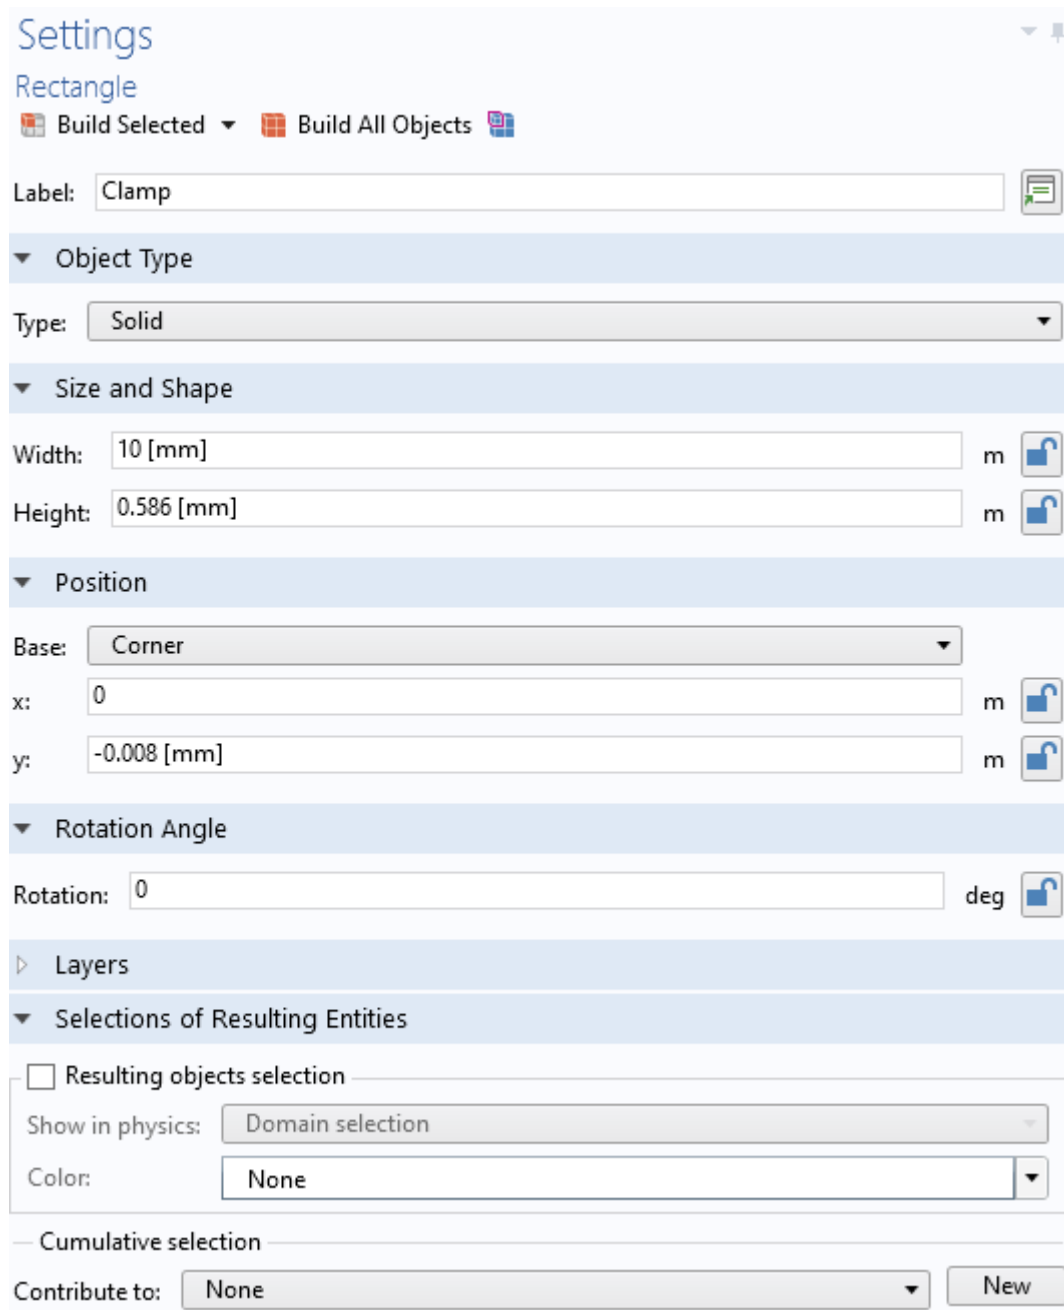 Settings
Rectangle
Build Selected Build All Objects
Label: Clamp
Object Type
Type: Solid
Size and Shape
Width: 10 [mm] m
Height: 0.586 [mm] m
Position
Base: Corner
x: 0 m
y: -0.008 [mm] m
Rotation Angle
Rotation: 0 deg
Layers
Selections of Resulting Entities
Resulting objects selection
Show in physics: Domain selection
Color: None
Cumulative selection
Contribute to: None New